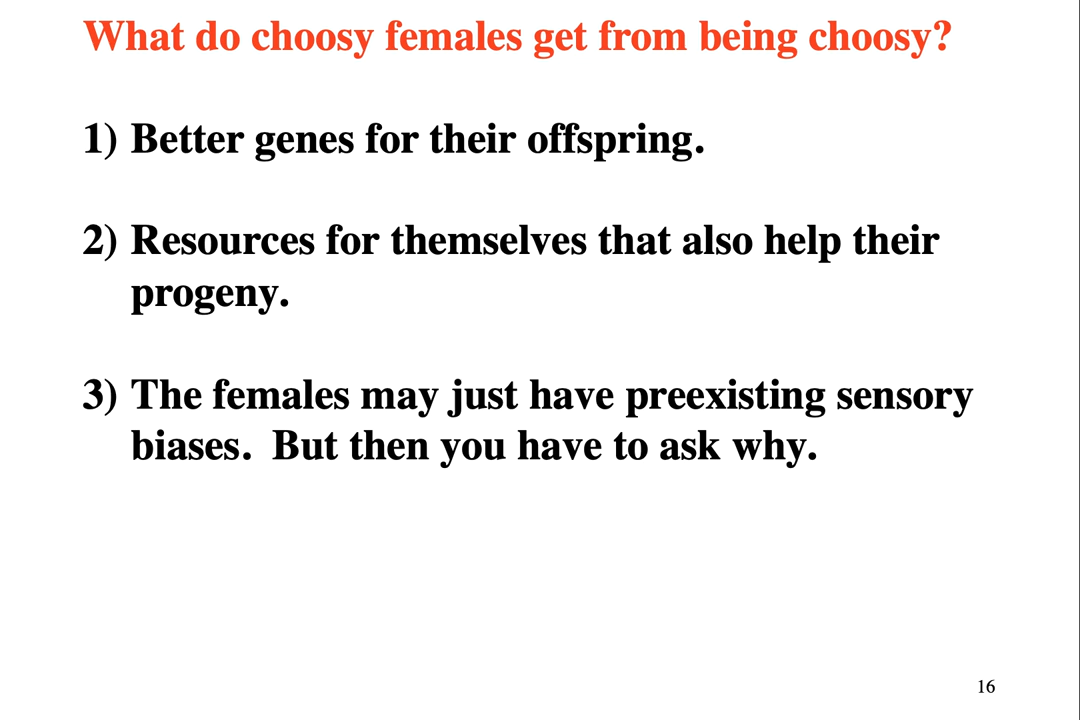 What do choosy females get from being choosy?
1) Better genes for their offspring.
2) Resources for themselves that also help their
progeny.
3) The females may just have preexisting sensory
biases.  But then you have to ask why.
16